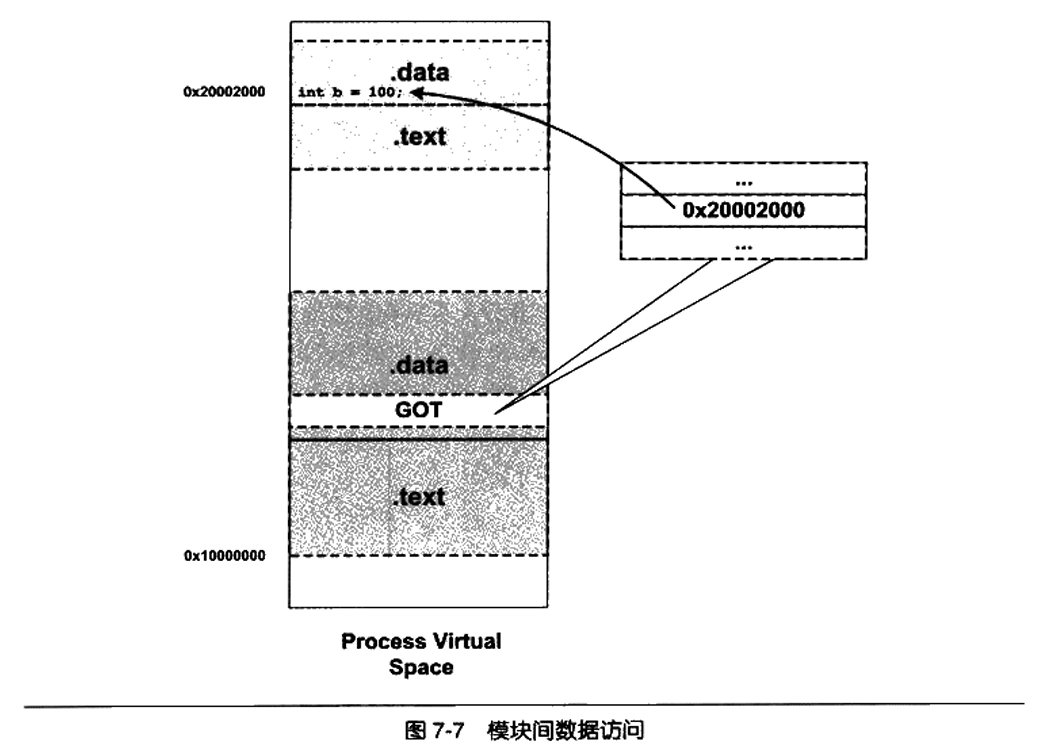 .data
0x20002000 int b = 100;
.text
...
0x20002000
...
.data
GOT
.text
0x10000000
Process Virtual
Space
图 7-7 模块间数据访问